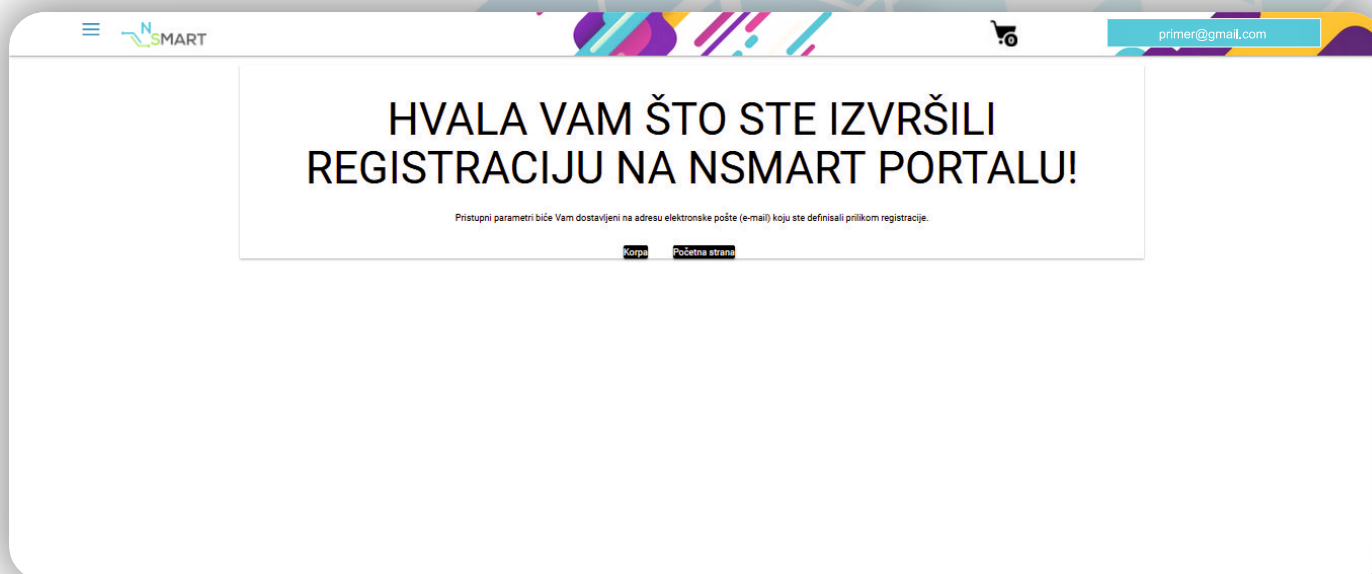 NSMART
0
primer@gmail.com
HVALA VAM ŠTO STE IZVRŠILI
REGISTRACIJU NA NSMART PORTALU!
Pristupni parametri biće Vam dostavljeni na adresu elektronske pošte (e-mail) koju ste definisali prilikom registracije.
Korpa Početna strana